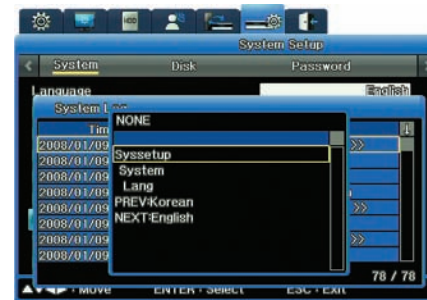 HDD
System Setup
System Disk Password
Language English
System L
Tim
NONE
2008/01/09 >>
2008/01/09 Syssetup
2008/01/09 System
2008/01/09 Lang
2008/01/09 PREV:Korean >>
2008/01/09 NEXT:English
2008/01/09 >>
2008/01/09
78 / 78
Move ENTER : Select ESC : Exit